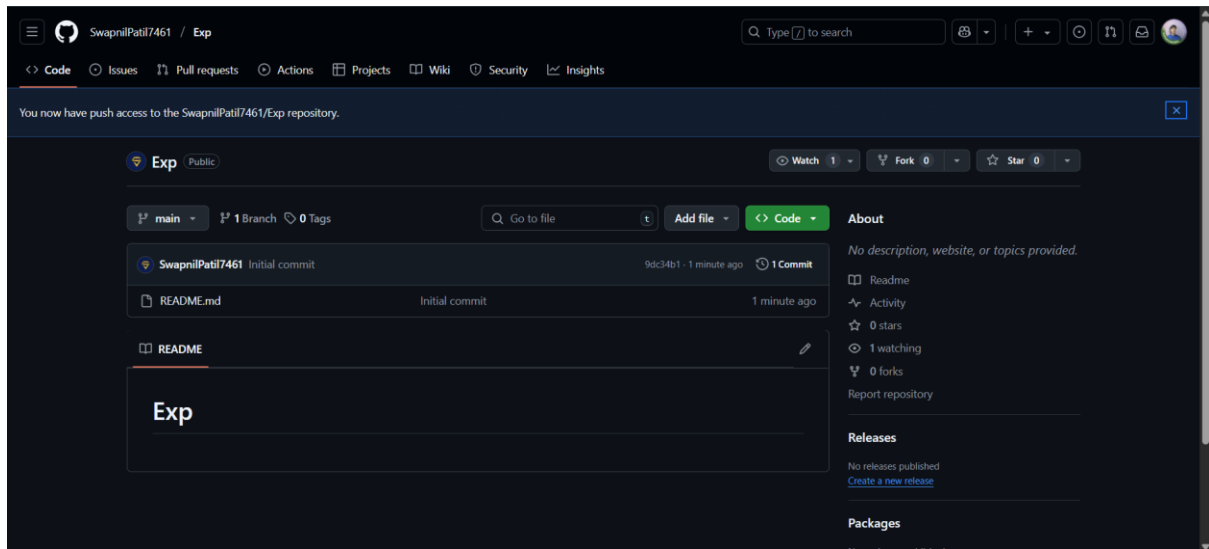 SwapnilPatil7461 / Exp
Type / to search
Code Issues Pull requests Actions Projects Wiki Security Insights
You now have push access to the SwapnilPatil7461/Exp repository.
Exp Public
Watch 1 Fork 0 Star 0
main 1 Branch 0 Tags
Go to file t Add file Code
SwapnilPatil7461 Initial commit 9dc34b1 · 1 minute ago 1 Commit
README.md Initial commit 1 minute ago
README
Exp
About
No description, website, or topics provided.
Readme
Activity
0 stars
1 watching
0 forks
Report repository
Releases
No releases published
Create a new release
Packages